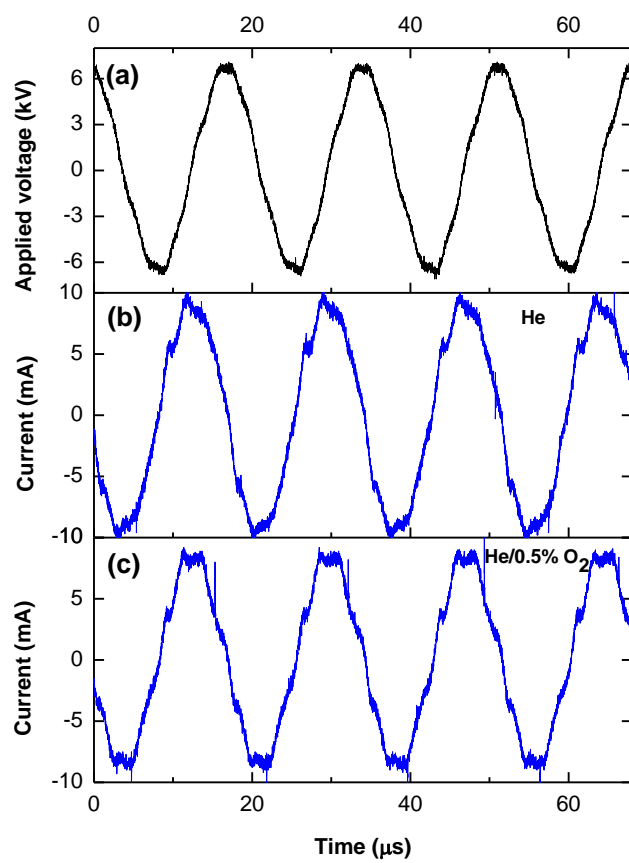 0 20 40 60
(a)
6
3
0
-3
-6
Applied voltage (kV)
10
(b)
He
5
0
-5
-10
Current (mA)
(c)
He/0.5% O2
5
0
-5
-10
Current (mA)
0 20 40 60
Time (μs)